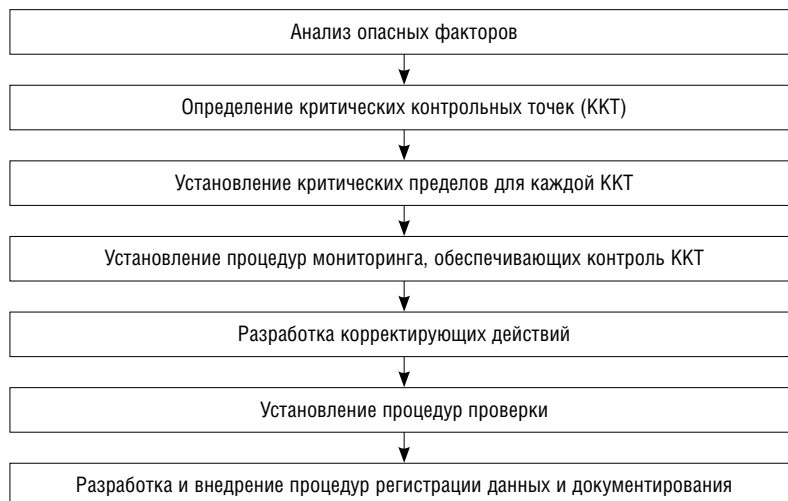 Анализ опасных факторов
Определение критических контрольных точек (ККТ)
Установление критических пределов для каждой ККТ
Установление процедур мониторинга, обеспечивающих контроль ККТ
Разработка корректирующих действий
Установление процедур проверки
Разработка и внедрение процедур регистрации данных и документирования